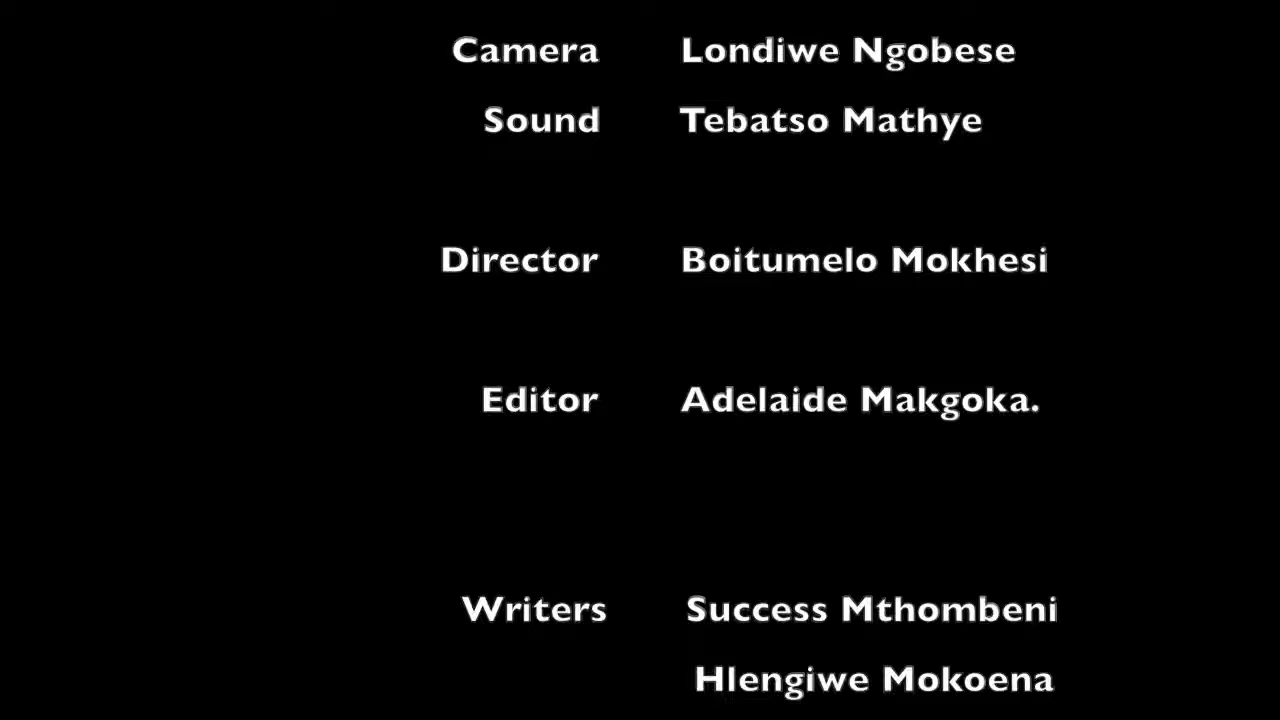 Camera Londiwe Ngobese
Sound Tebatso Mathye
Director Boitumelo Mokhesi
Editor Adelaide Makgoka.
Writers Success Mthombeni
Hlengiwe Mokoena